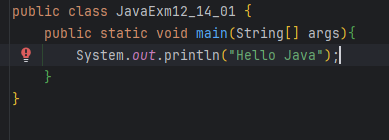 public class JavaExm12_14_01 {
public static void main(String[] args){
System.out.println("Hello Java");
}
}